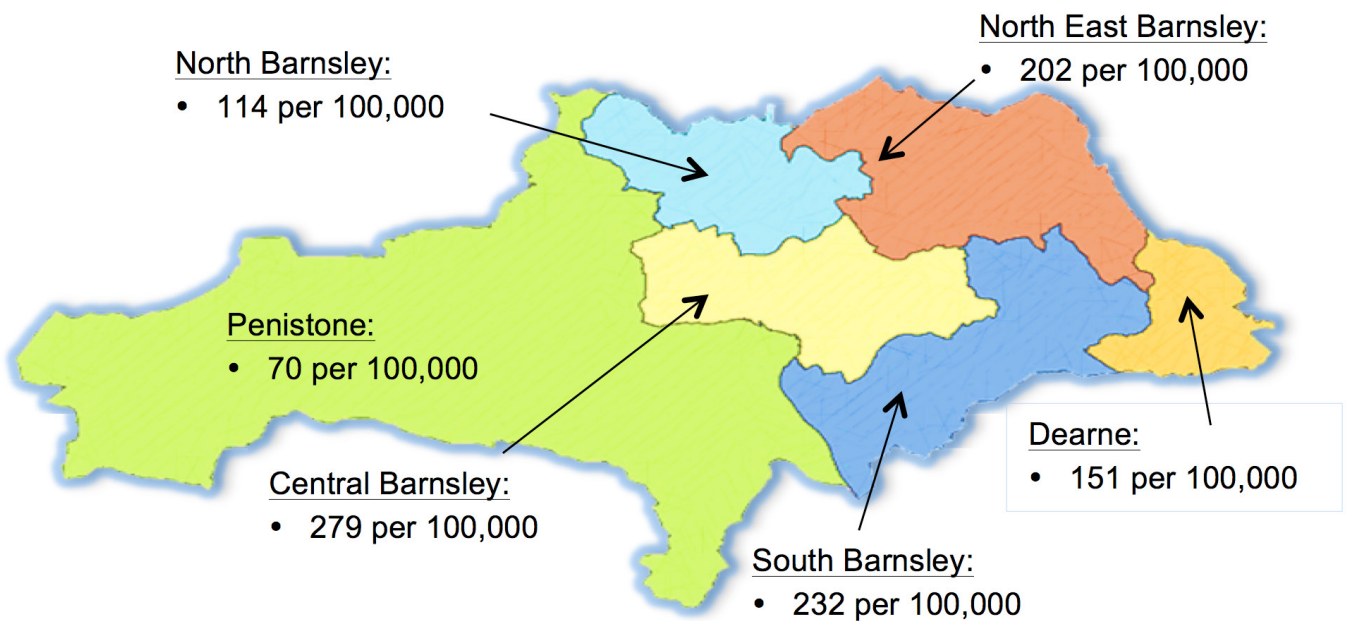 North East Barnsley:
• 202 per 100,000
North Barnsley:
• 114 per 100,000
Penistone:
• 70 per 100,000
Dearne:
• 151 per 100,000
Central Barnsley:
• 279 per 100,000
South Barnsley:
• 232 per 100,000